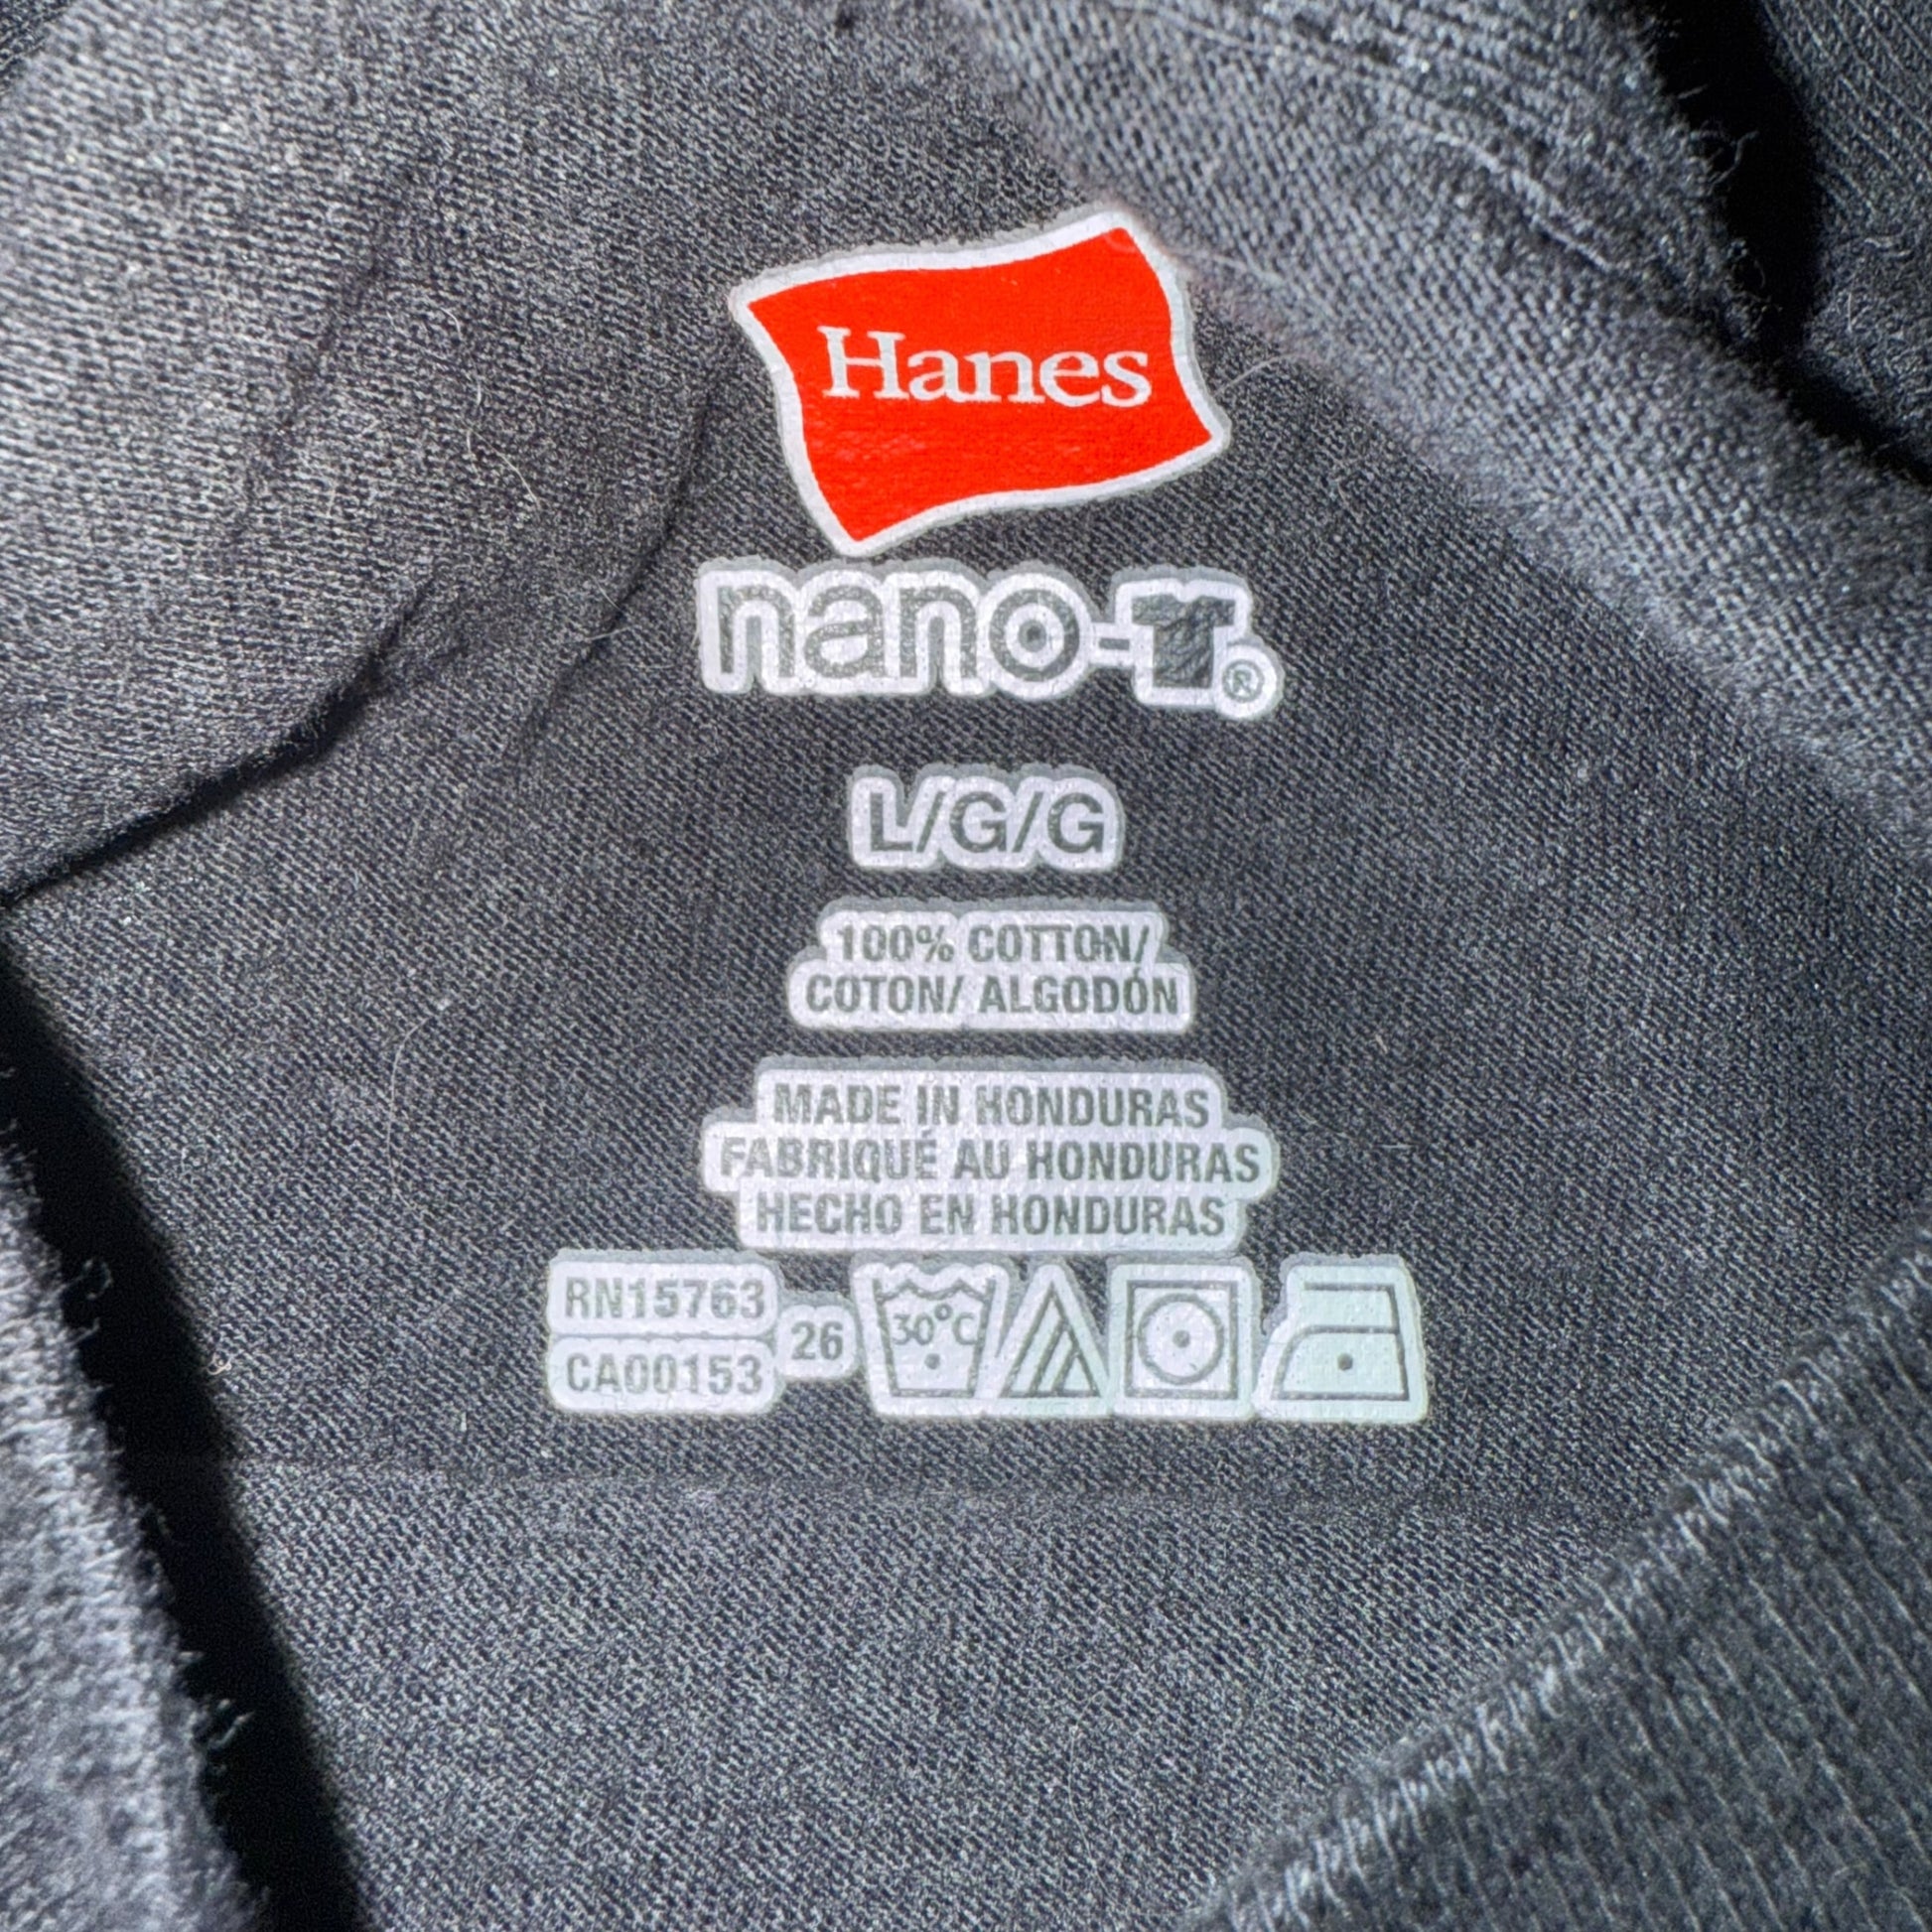 Hanes
nano-T®
L/G/G
100% COTTON/
COTON/ ALGODÓN
MADE IN HONDURAS
FABRIQUÉ AU HONDURAS
HECHO EN HONDURAS
RN15763
CA00153
26
30°C